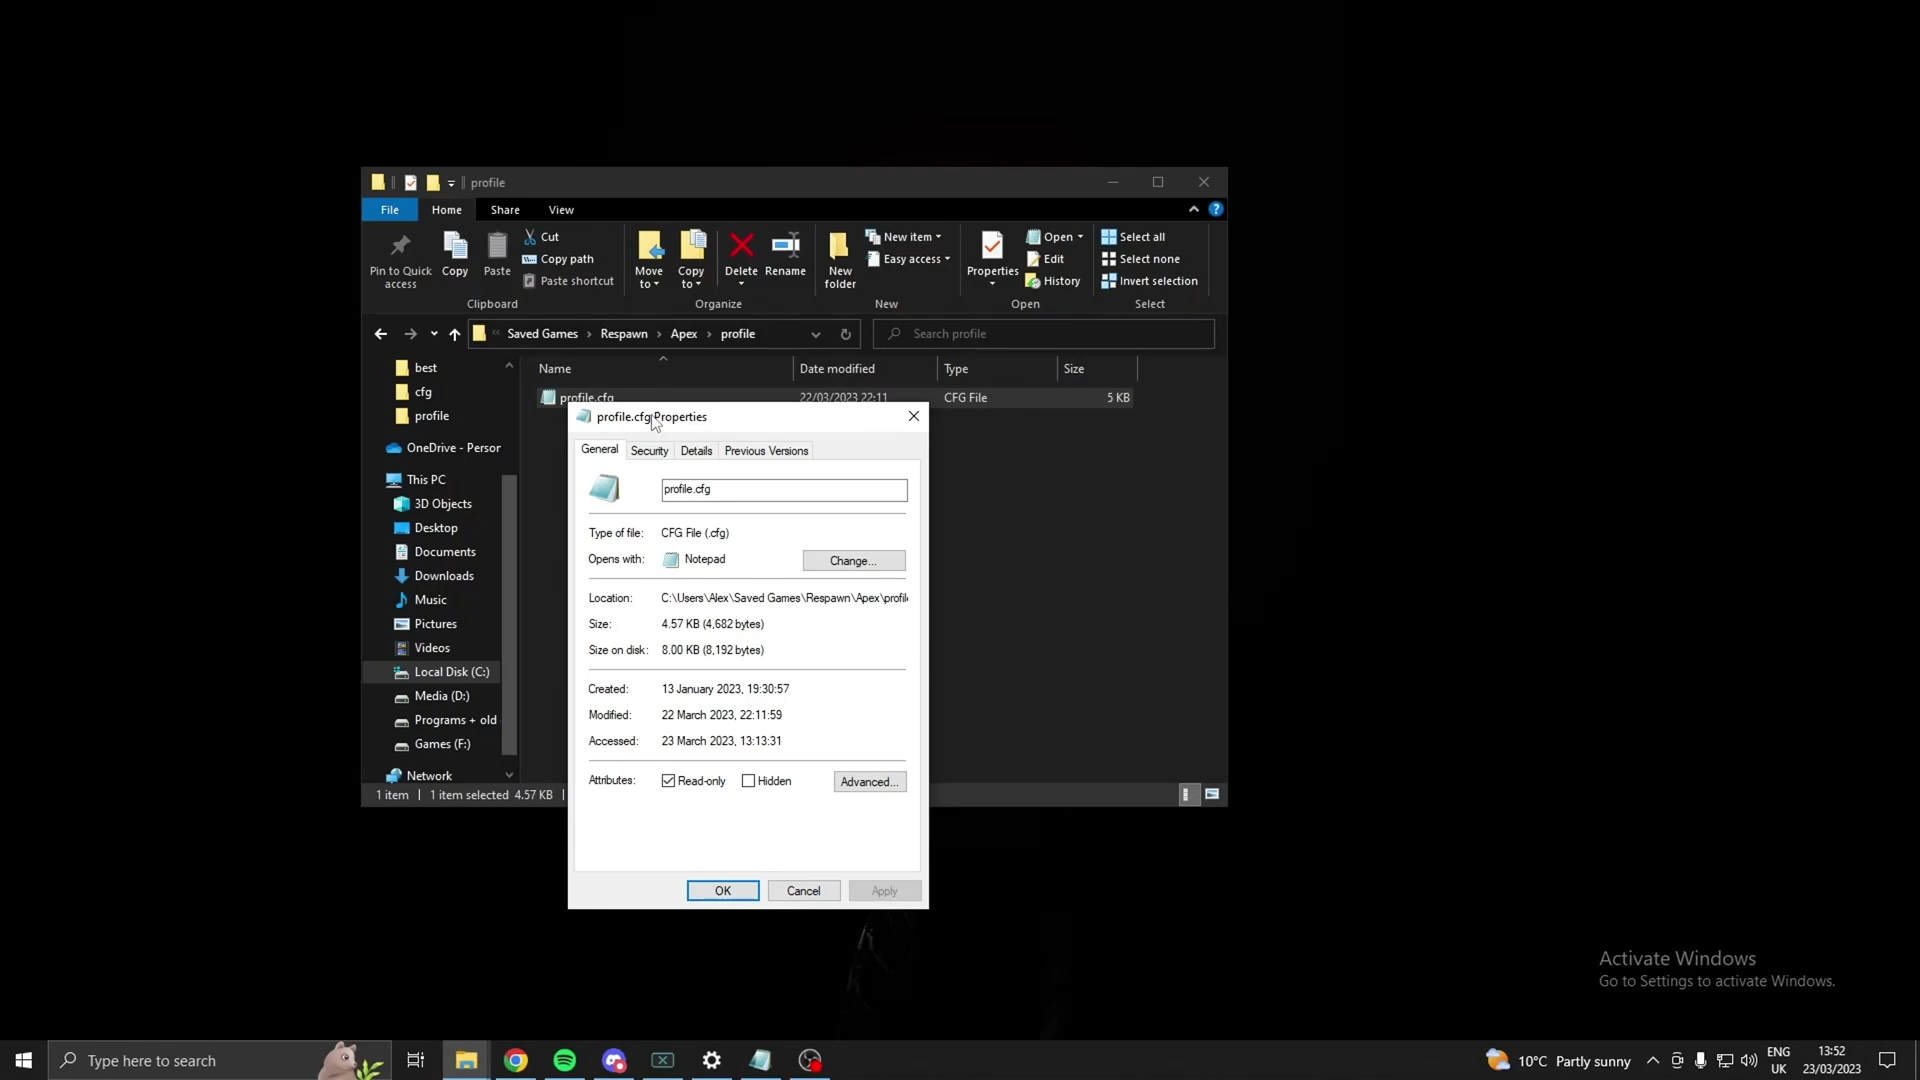 profile
File Home Share View
Pin to Quick access
Copy
Paste
Cut
Copy path
Paste shortcut
Clipboard
Move to
Copy to
Delete
Rename
Organize
New folder
New item
Easy access
New
Properties
Open
Edit
History
Open
Select all
Select none
Invert selection
Select
« Saved Games › Respawn › Apex › profile
Search profile
best
cfg
profile
OneDrive - Person
This PC
3D Objects
Desktop
Documents
Downloads
Music
Pictures
Videos
Local Disk (C:)
Media (D:)
Programs + old
Games (F:)
Network
Name Date modified Type Size
profile.cfg 22/03/2023 22:11 CFG File 5 KB
1 item 1 item selected 4.57 KB
profile.cfg Properties
General Security Details Previous Versions
profile.cfg
Type of file: CFG File (.cfg)
Opens with: Notepad Change...
Location: C:\Users\Alex\Saved Games\Respawn\Apex\profil
Size: 4.57 KB (4,682 bytes)
Size on disk: 8.00 KB (8,192 bytes)
Created: 13 January 2023, 19:30:57
Modified: 22 March 2023, 22:11:59
Accessed: 23 March 2023, 13:13:31
Attributes: Read-only Hidden Advanced...
OK Cancel Apply
Activate Windows
Go to Settings to activate Windows.
Type here to search
10°C Partly sunny
ENG
UK
13:52
23/03/2023